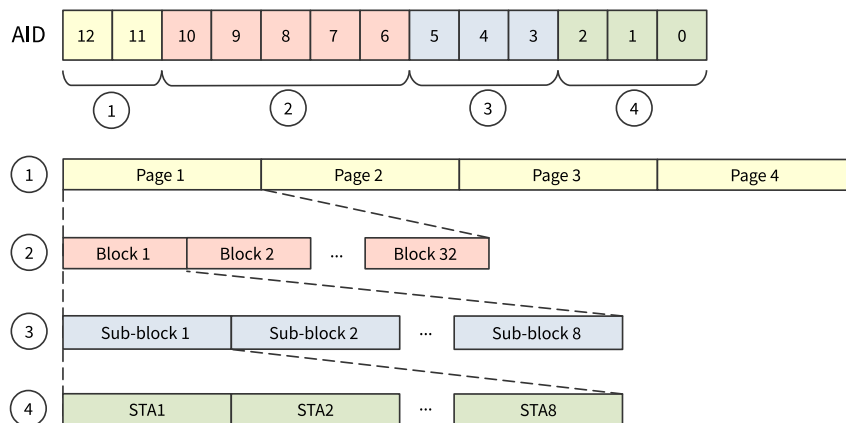 AID 12 11 10 9 8 7 6 5 4 3 2 1 0
1 2 3 4
1 Page 1 Page 2 Page 3 Page 4
2 Block 1 Block 2 ... Block 32
3 Sub-block 1 Sub-block 2 ... Sub-block 8
4 STA1 STA2 ... STA8